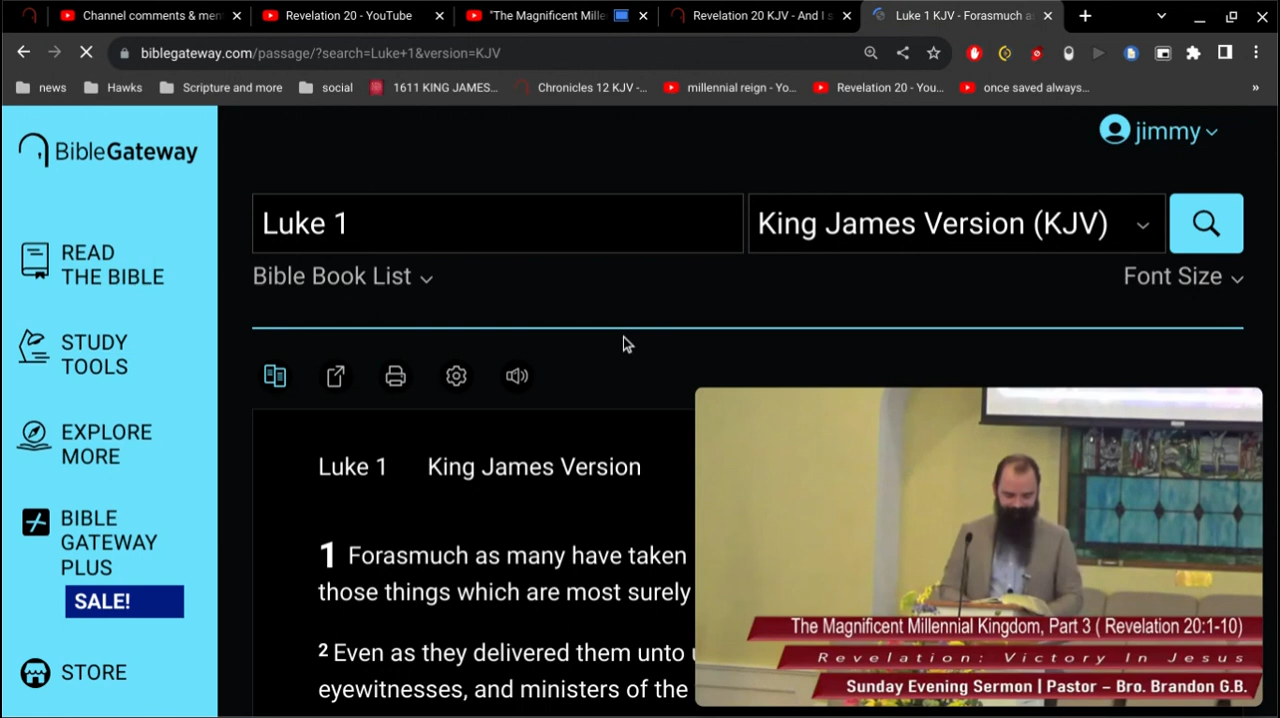 Channel comments & men
Revelation 20 - YouTube
"The Magnificent Mille
Revelation 20 KJV - And I s
Luke 1 KJV - Forasmuch a
biblegateway.com/passage/?search=Luke+1&version=KJV
news
Hawks
Scripture and more
social
1611 KING JAMES...
Chronicles 12 KJV -...
millennial reign - Yo...
Revelation 20 - You...
once saved always...
»
BibleGateway
jimmy
Luke 1
King James Version (KJV)
Bible Book List
Font Size
READ
THE BIBLE
STUDY
TOOLS
EXPLORE
MORE
BIBLE
GATEWAY
PLUS
SALE!
STORE
Luke 1 King James Version
1 Forasmuch as many have taken
those things which are most surely
2 Even as they delivered them unto
eyewitnesses, and ministers of the
The Magnificent Millennial Kingdom, Part 3 ( Revelation 20:1-10)
Revelation: Victory In Jesus
Sunday Evening Sermon | Pastor – Bro. Brandon G.B.